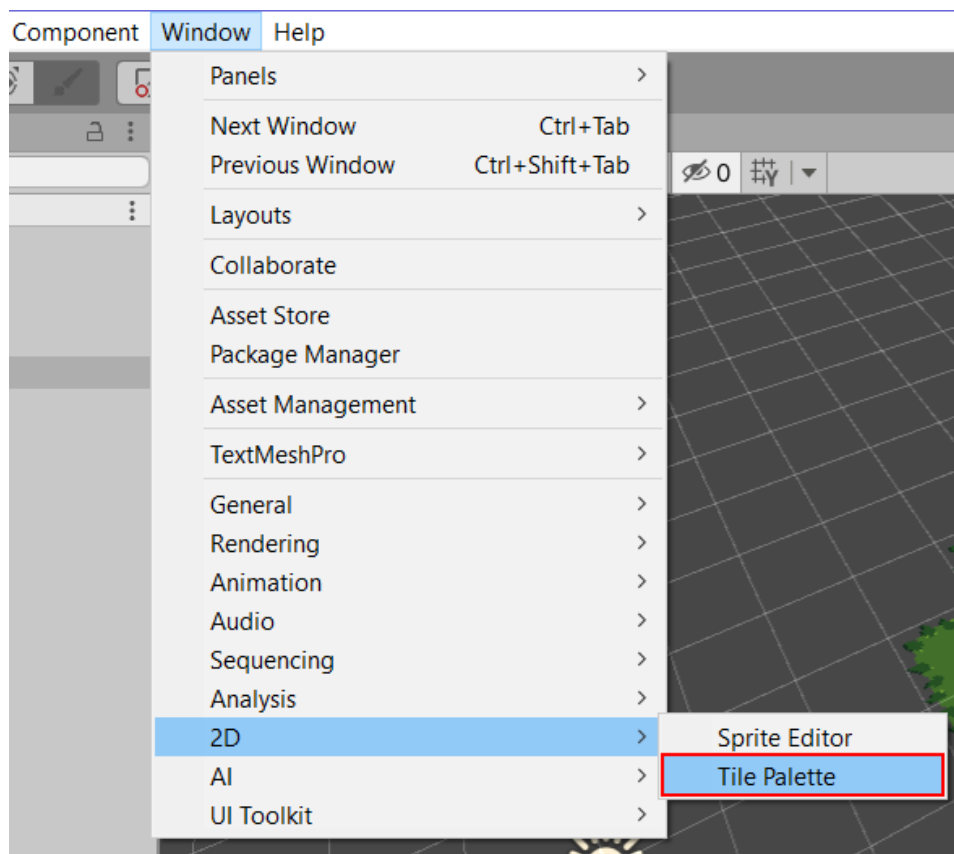 Component Window Help
Panels
Next Window Ctrl+Tab
Previous Window Ctrl+Shift+Tab
0 Y
Layouts
Collaborate
Asset Store
Package Manager
Asset Management
TextMeshPro
General
Rendering
Animation
Audio
Sequencing
Analysis
2D
Sprite Editor
AI
Tile Palette
UI Toolkit